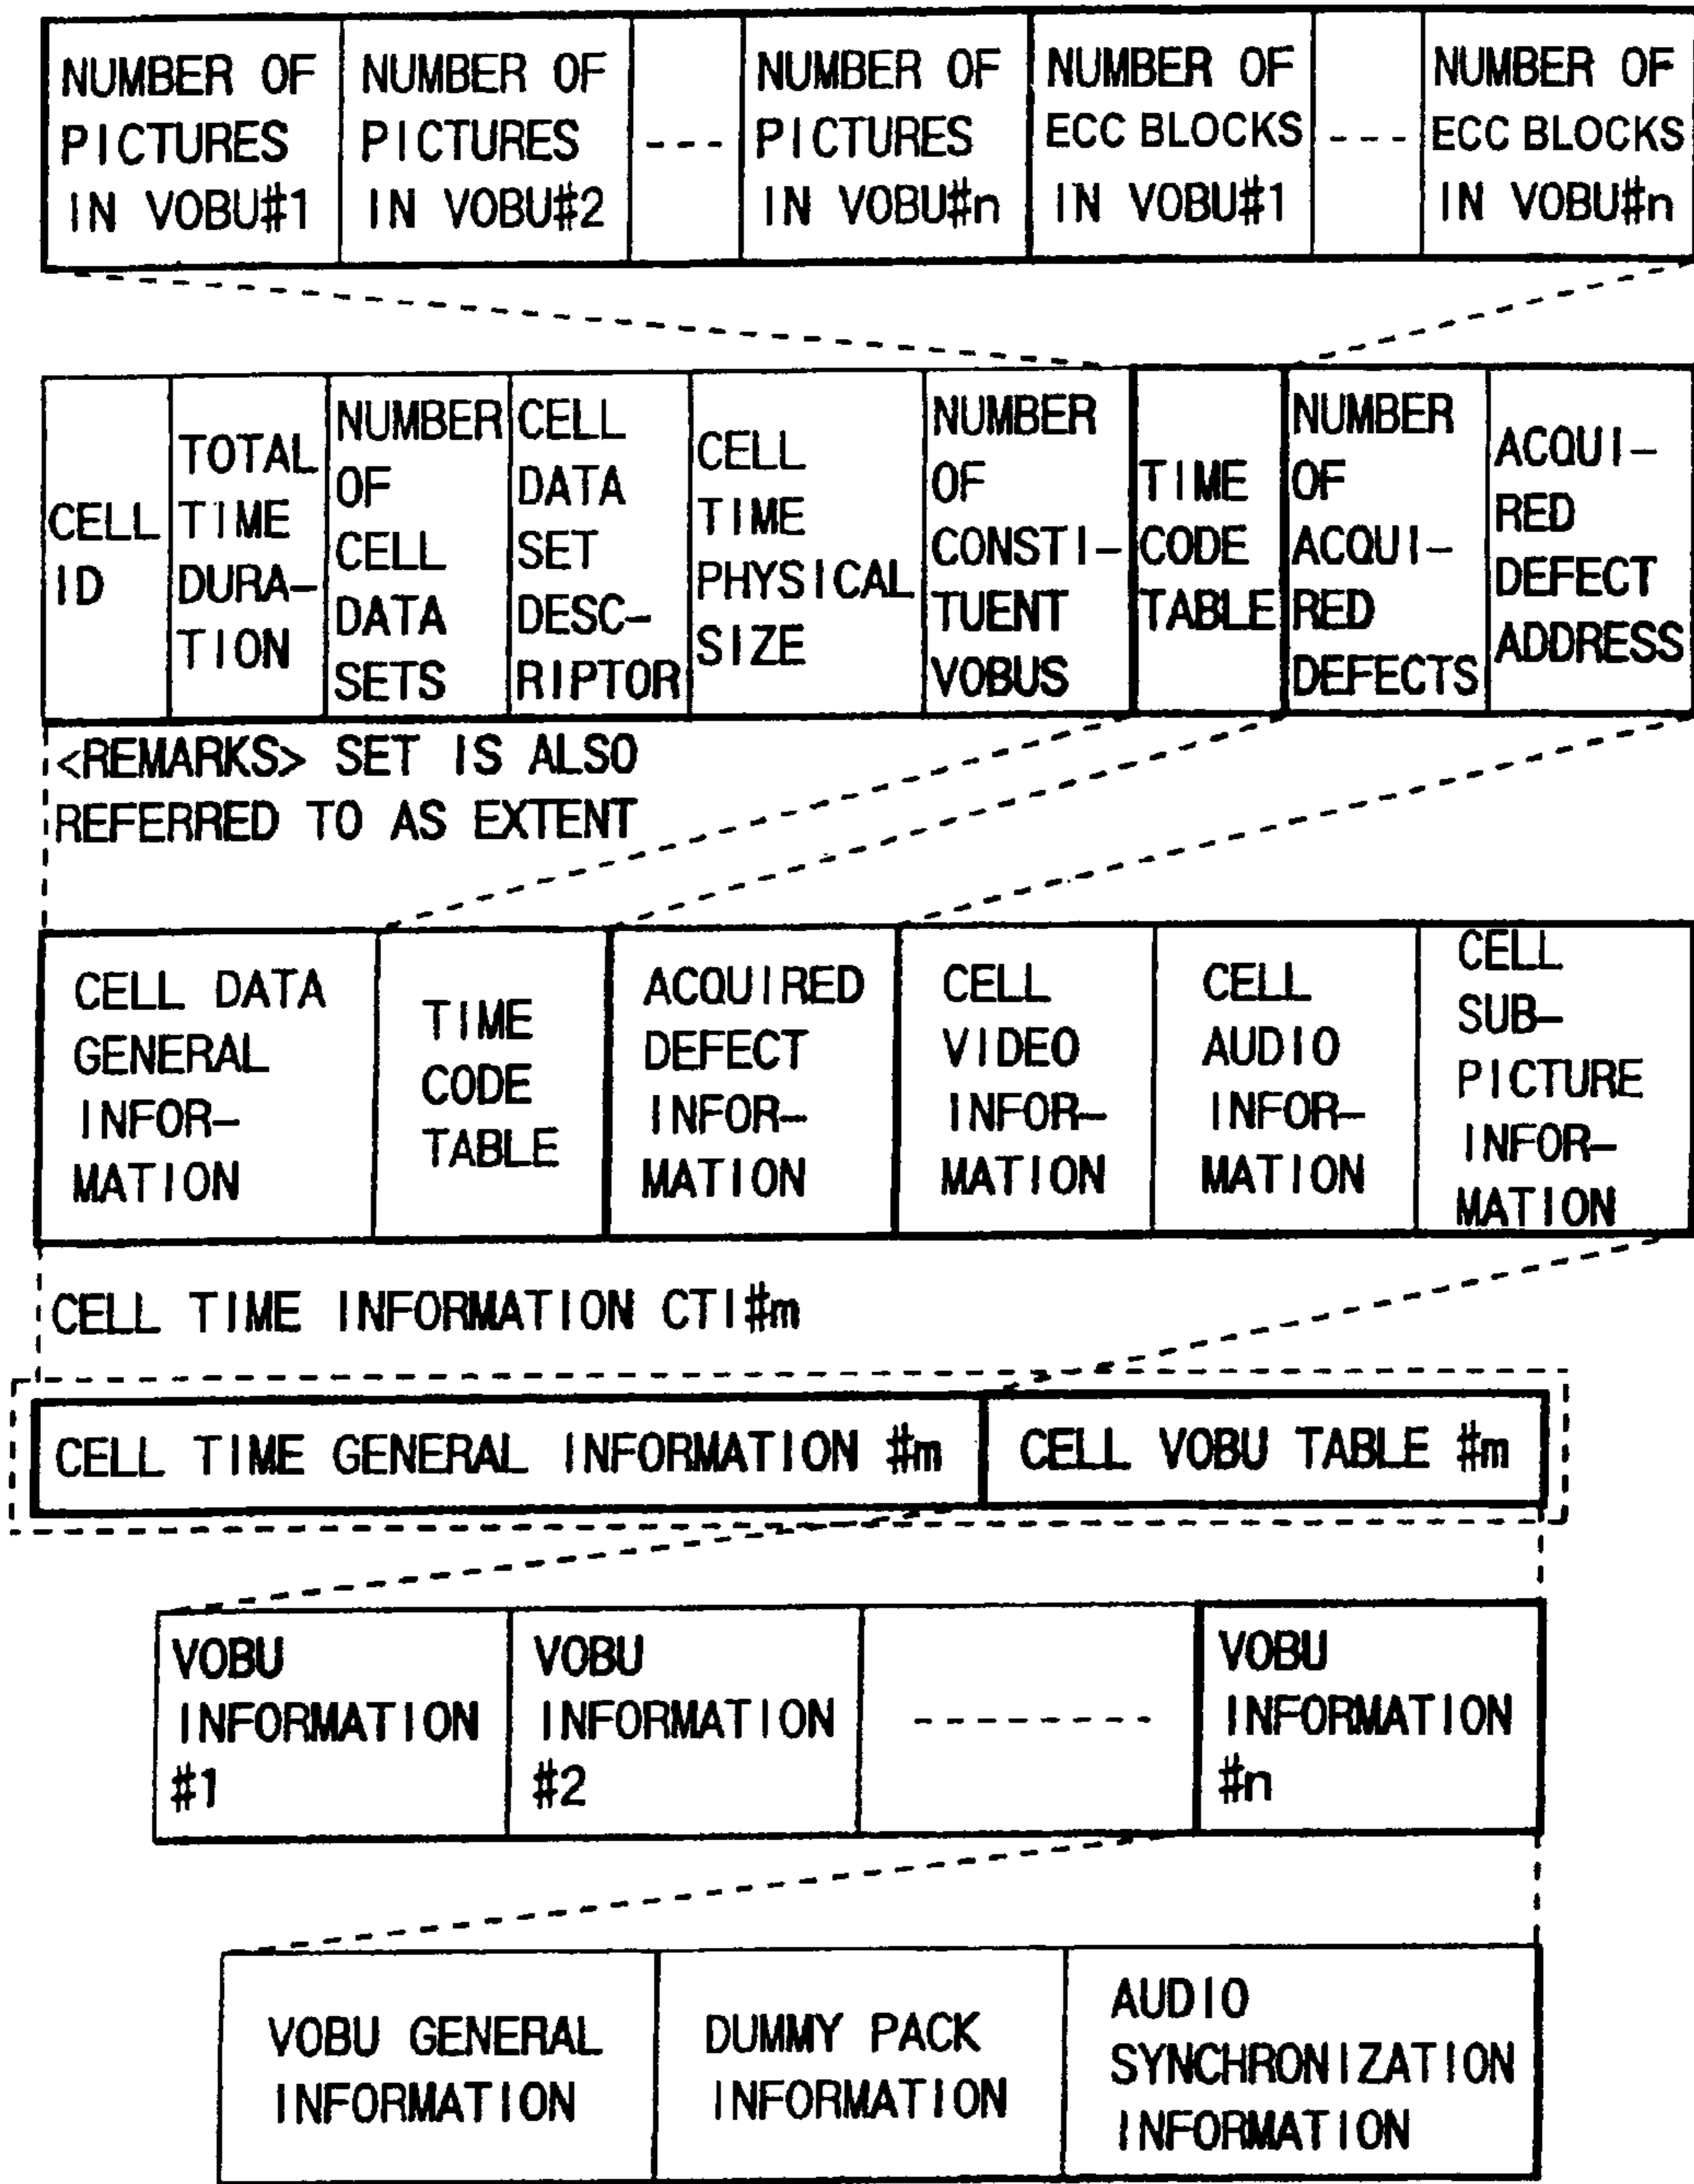 NUMBER OF
PICTURES
IN VOBU#1
NUMBER OF
PICTURES
IN VOBU#2
---
NUMBER OF
PICTURES
IN VOBU#n
NUMBER OF
ECC BLOCKS
IN VOBU#1
---
NUMBER OF
ECC BLOCKS
IN VOBU#n
CELL
ID
TOTAL
TIME
DURA-
TION
NUMBER
OF
CELL
DATA
SETS
CELL
DATA
SET
DESC-
RIPTOR
CELL
TIME
PHYSICAL
SIZE
NUMBER
OF
CONSTI-
TUENT
VOBUS
TIME
CODE
TABLE
NUMBER
OF
ACQUI-
RED
DEFECTS
ACQUI-
RED
DEFECT
ADDRESS
<REMARKS> SET IS ALSO
REFERRED TO AS EXTENT
CELL DATA
GENERAL
INFOR-
MATION
TIME
CODE
TABLE
ACQUIRED
DEFECT
INFOR-
MATION
CELL
VIDEO
INFOR-
MATION
CELL
AUDIO
INFOR-
MATION
CELL
SUB-
PICTURE
INFOR-
MATION
CELL TIME INFORMATION CTI#m
CELL TIME GENERAL INFORMATION #m
CELL VOBU TABLE #m
VOBU
INFORMATION
#1
VOBU
INFORMATION
#2
---------
VOBU
INFORMATION
#n
VOBU GENERAL
INFORMATION
DUMMY PACK
INFORMATION
AUDIO
SYNCHRONIZATION
INFORMATION